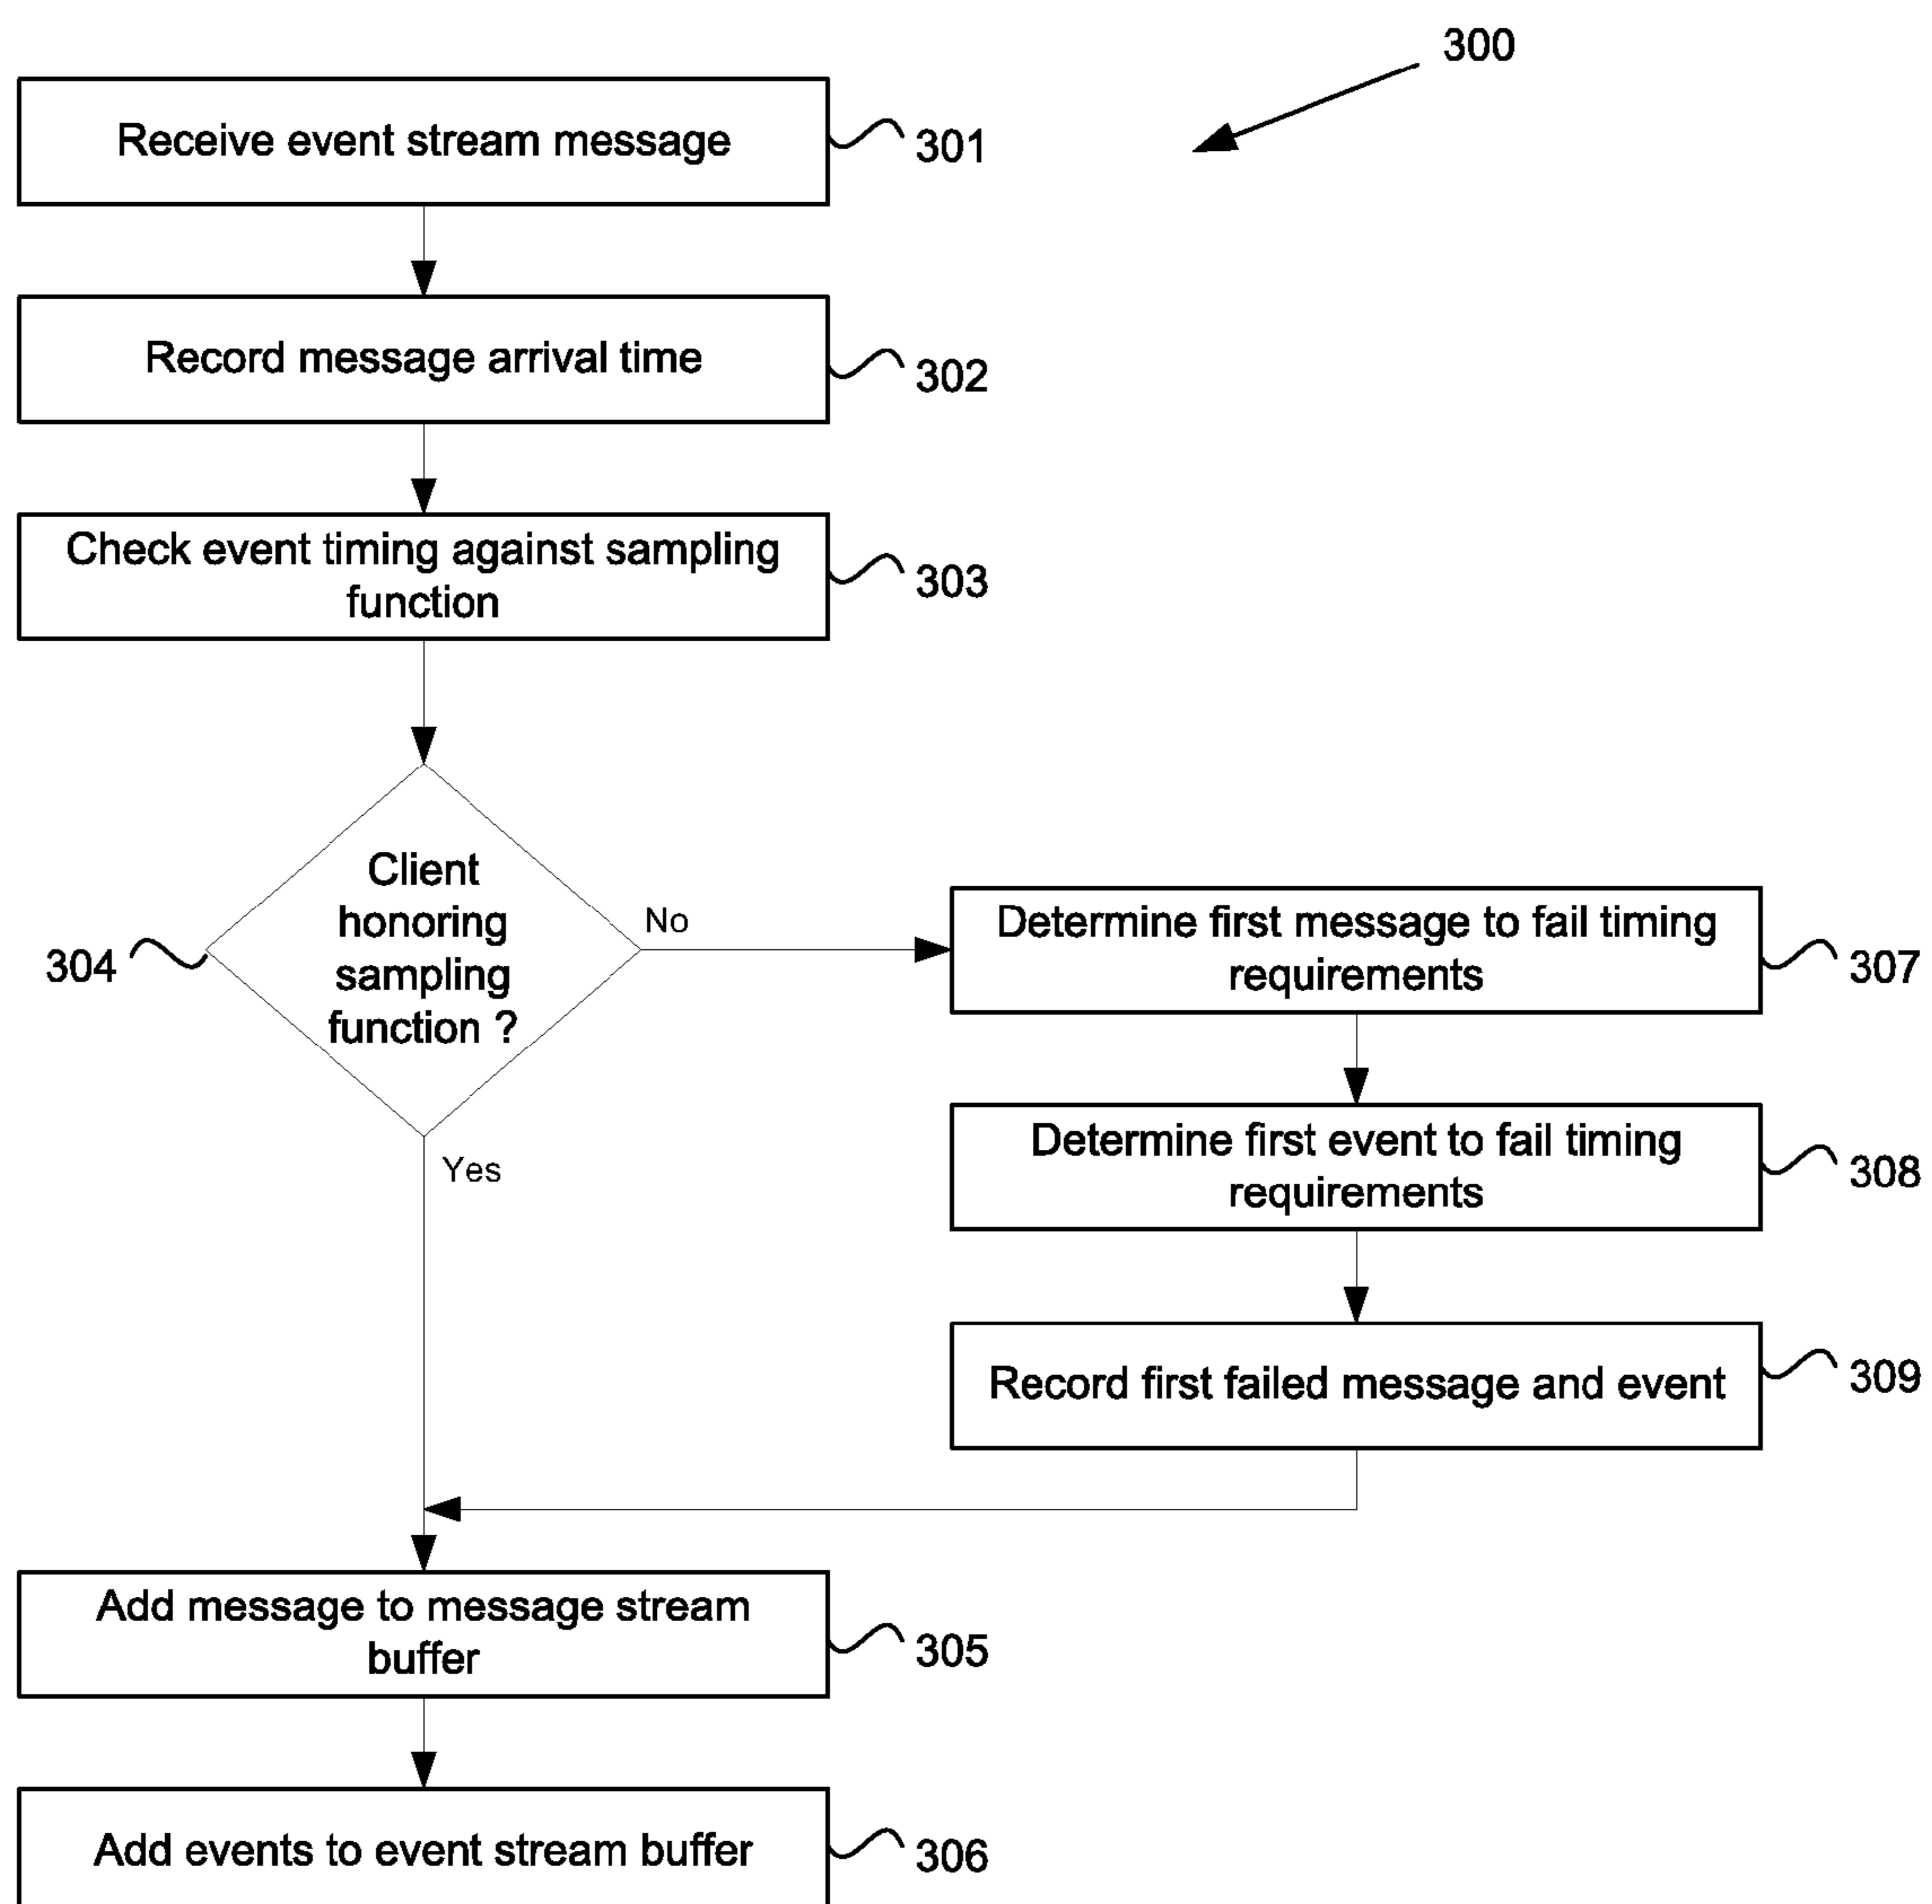 300
Receive event stream message
301
Record message arrival time
302
Check event timing against sampling
function
303
Client
honoring
sampling
function ?
304
No
Yes
Determine first message to fail timing
requirements
307
Determine first event to fail timing
requirements
308
Record first failed message and event
309
Add message to message stream
buffer
305
Add events to event stream buffer
306